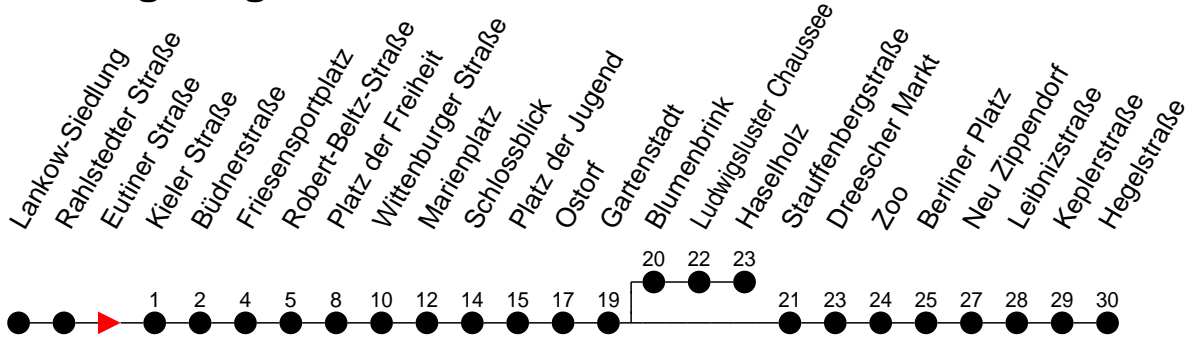 Lankow-Siedlung
Rahlstedter Straße
Eutiner Straße
Kieler Straße
Büdnerstraße
Friesensportplatz
Robert-Beltz-Straße
Platz der Freiheit
Wittenburger Straße
Marienplatz
Schlossblick
Platz der Jugend
Ostorf
Gartenstadt
Blumenbrink
Ludwigsluster Chaussee
Haselholz
Stauffenbergstraße
Dreescher Markt
Zoo
Berliner Platz
Neu Zippendorf
Leibnizstraße
Keplerstraße
Hegelstraße
20 22 23
1 2 4 5 8 10 12 14 15 17 19 21 23 24 25 27 28 29 30